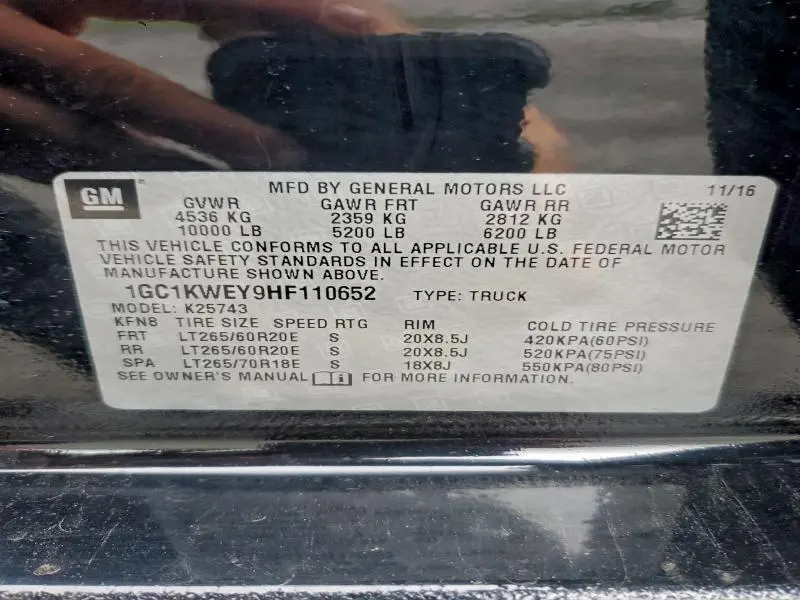 GM
MFD BY GENERAL MOTORS LLC 11/16
GVWR GAWR FRT GAWR RR
4536 KG 2359 KG 2812 KG
10000 LB 5200 LB 6200 LB
THIS VEHICLE CONFORMS TO ALL APPLICABLE U.S. FEDERAL MOTOR
VEHICLE SAFETY STANDARDS IN EFFECT ON THE DATE OF
MANUFACTURE SHOWN ABOVE.
1GC1KWEY9HF110652 TYPE: TRUCK
MODEL: K25743
KFN8 TIRE SIZE SPEED RTG RIM COLD TIRE PRESSURE
FRT LT265/60R20E S 20X8.5J 420KPA(60PSI)
RR LT265/60R20E S 20X8.5J 520KPA(75PSI)
SPA LT265/70R18E S 18X8J 550KPA(80PSI)
SEE OWNER'S MANUAL FOR MORE INFORMATION.